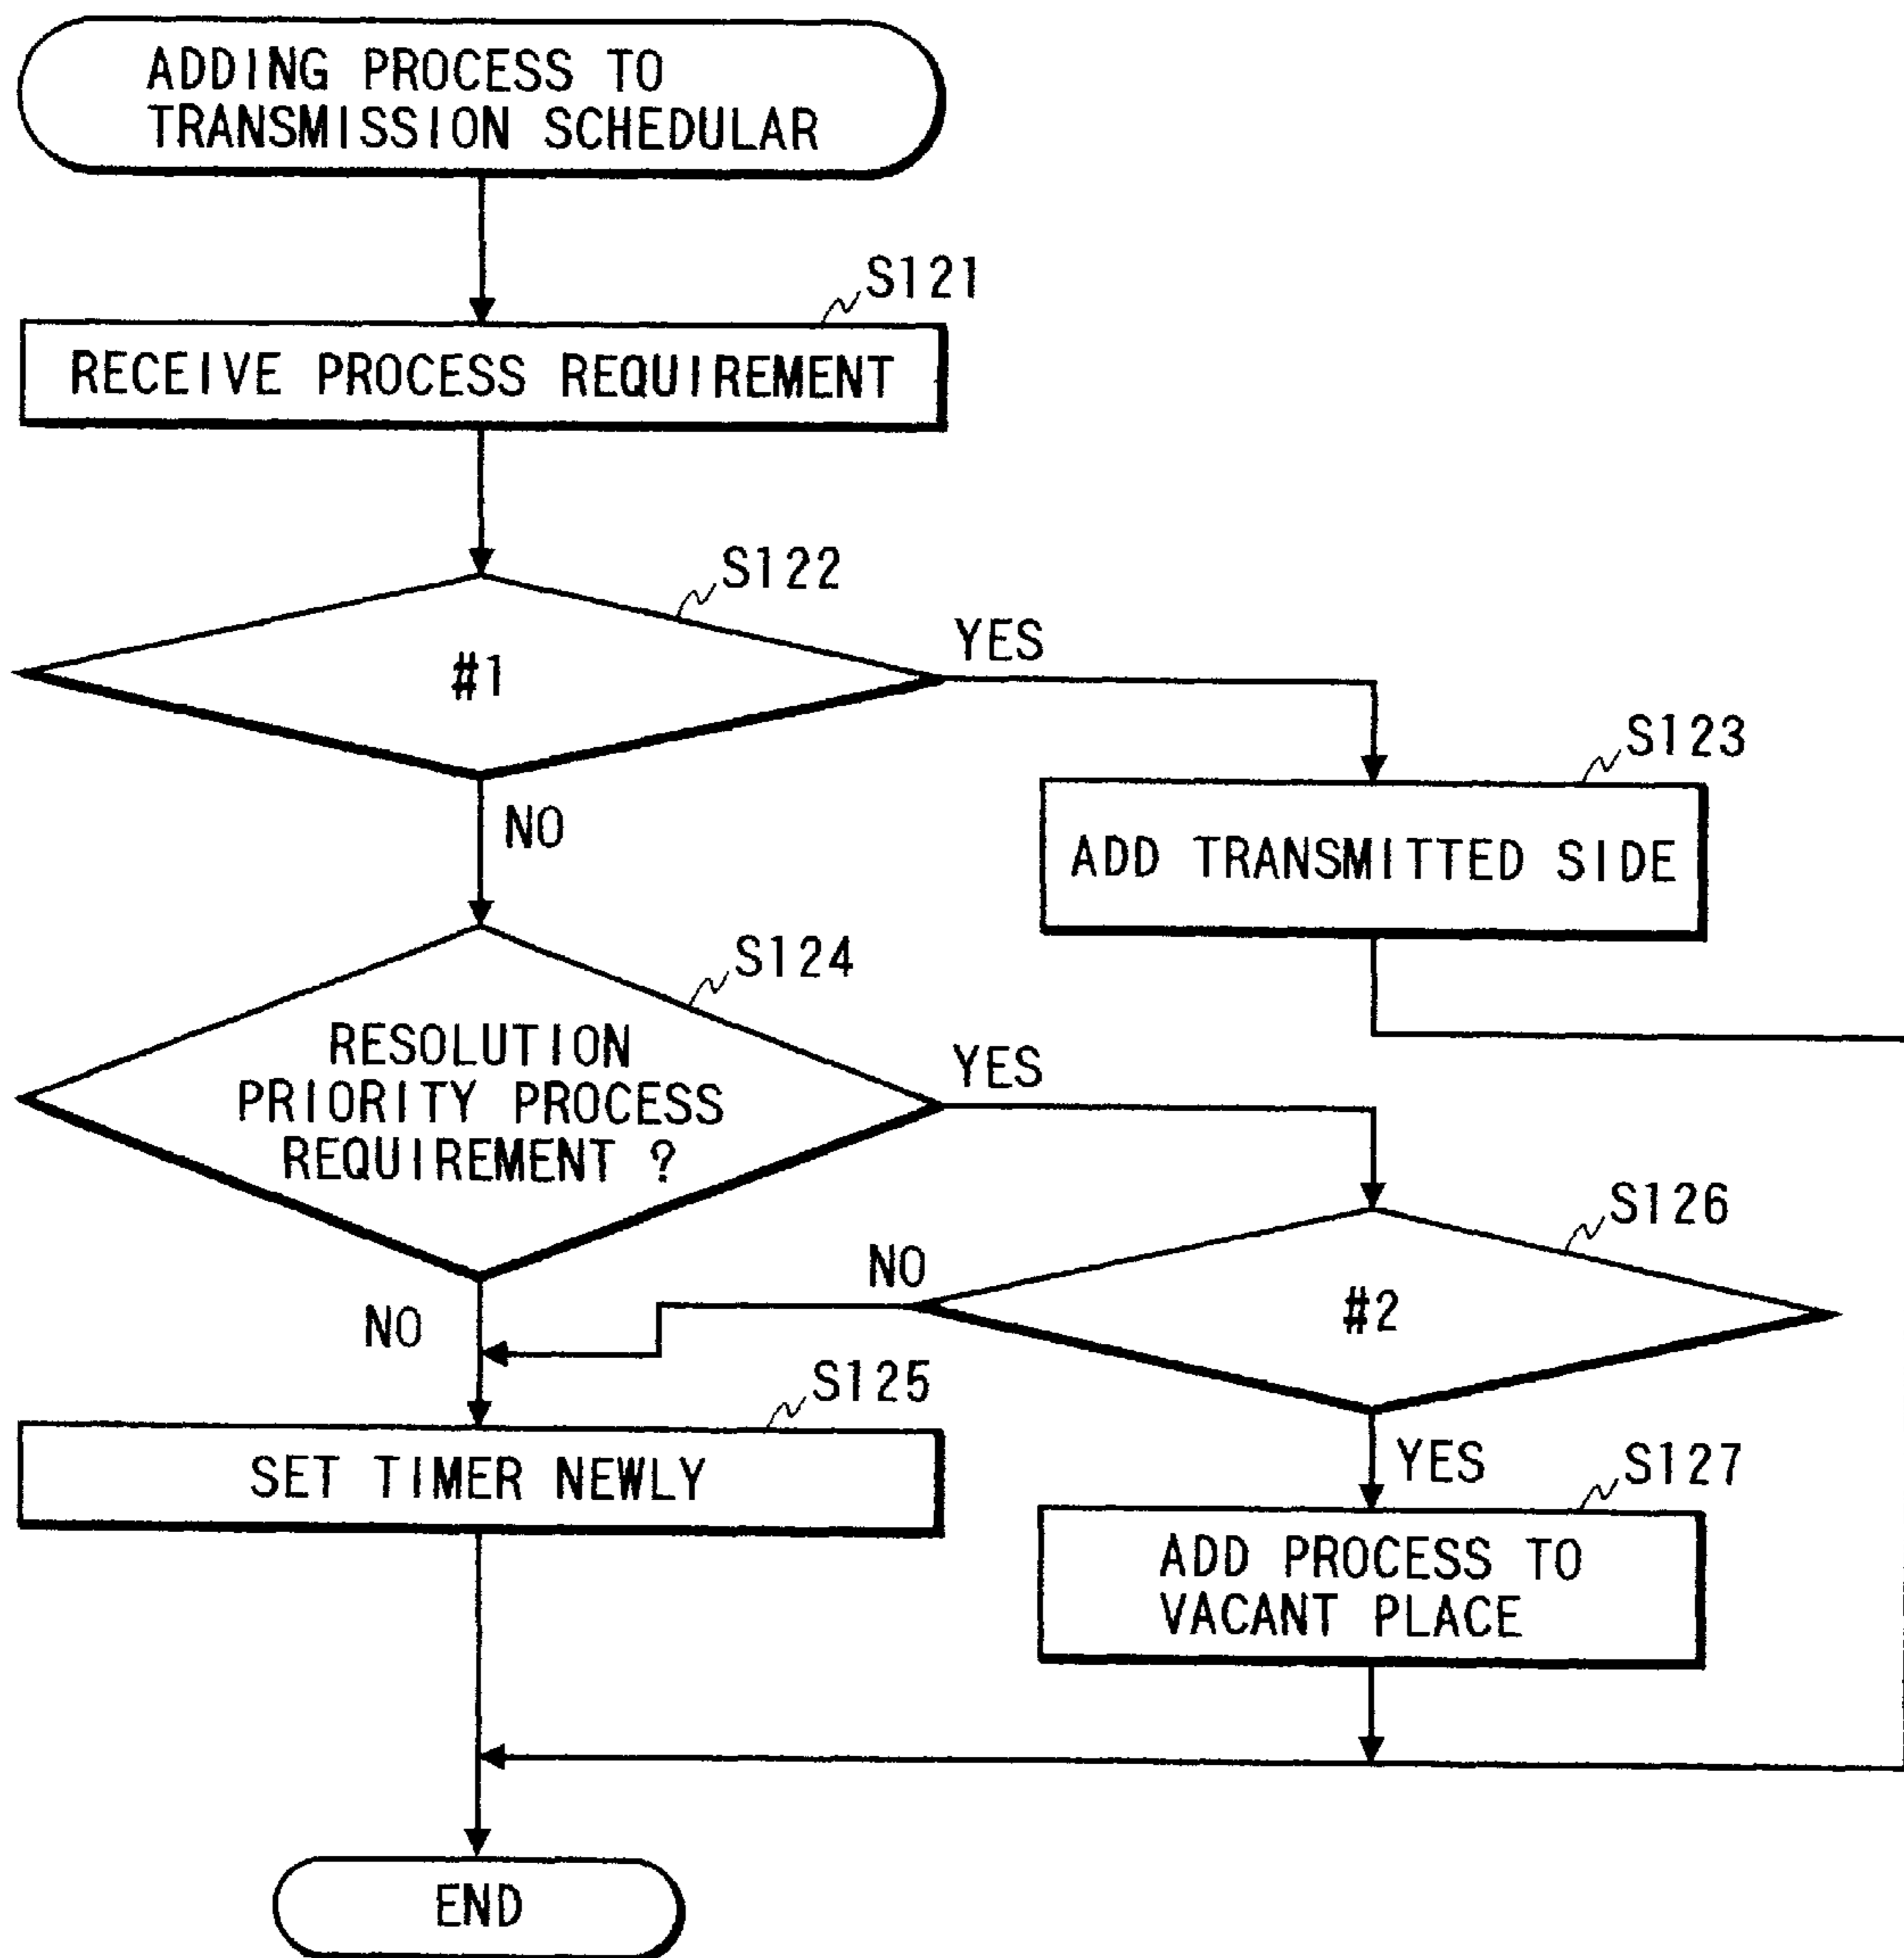 ADDING PROCESS TO
TRANSMISSION SCHEDULAR
S121
RECEIVE PROCESS REQUIREMENT
S122
#1
YES
NO
S123
ADD TRANSMITTED SIDE
S124
RESOLUTION
PRIORITY PROCESS
REQUIREMENT ?
YES
NO
S126
#2
NO
YES
S125
SET TIMER NEWLY
S127
ADD PROCESS TO
VACANT PLACE
END